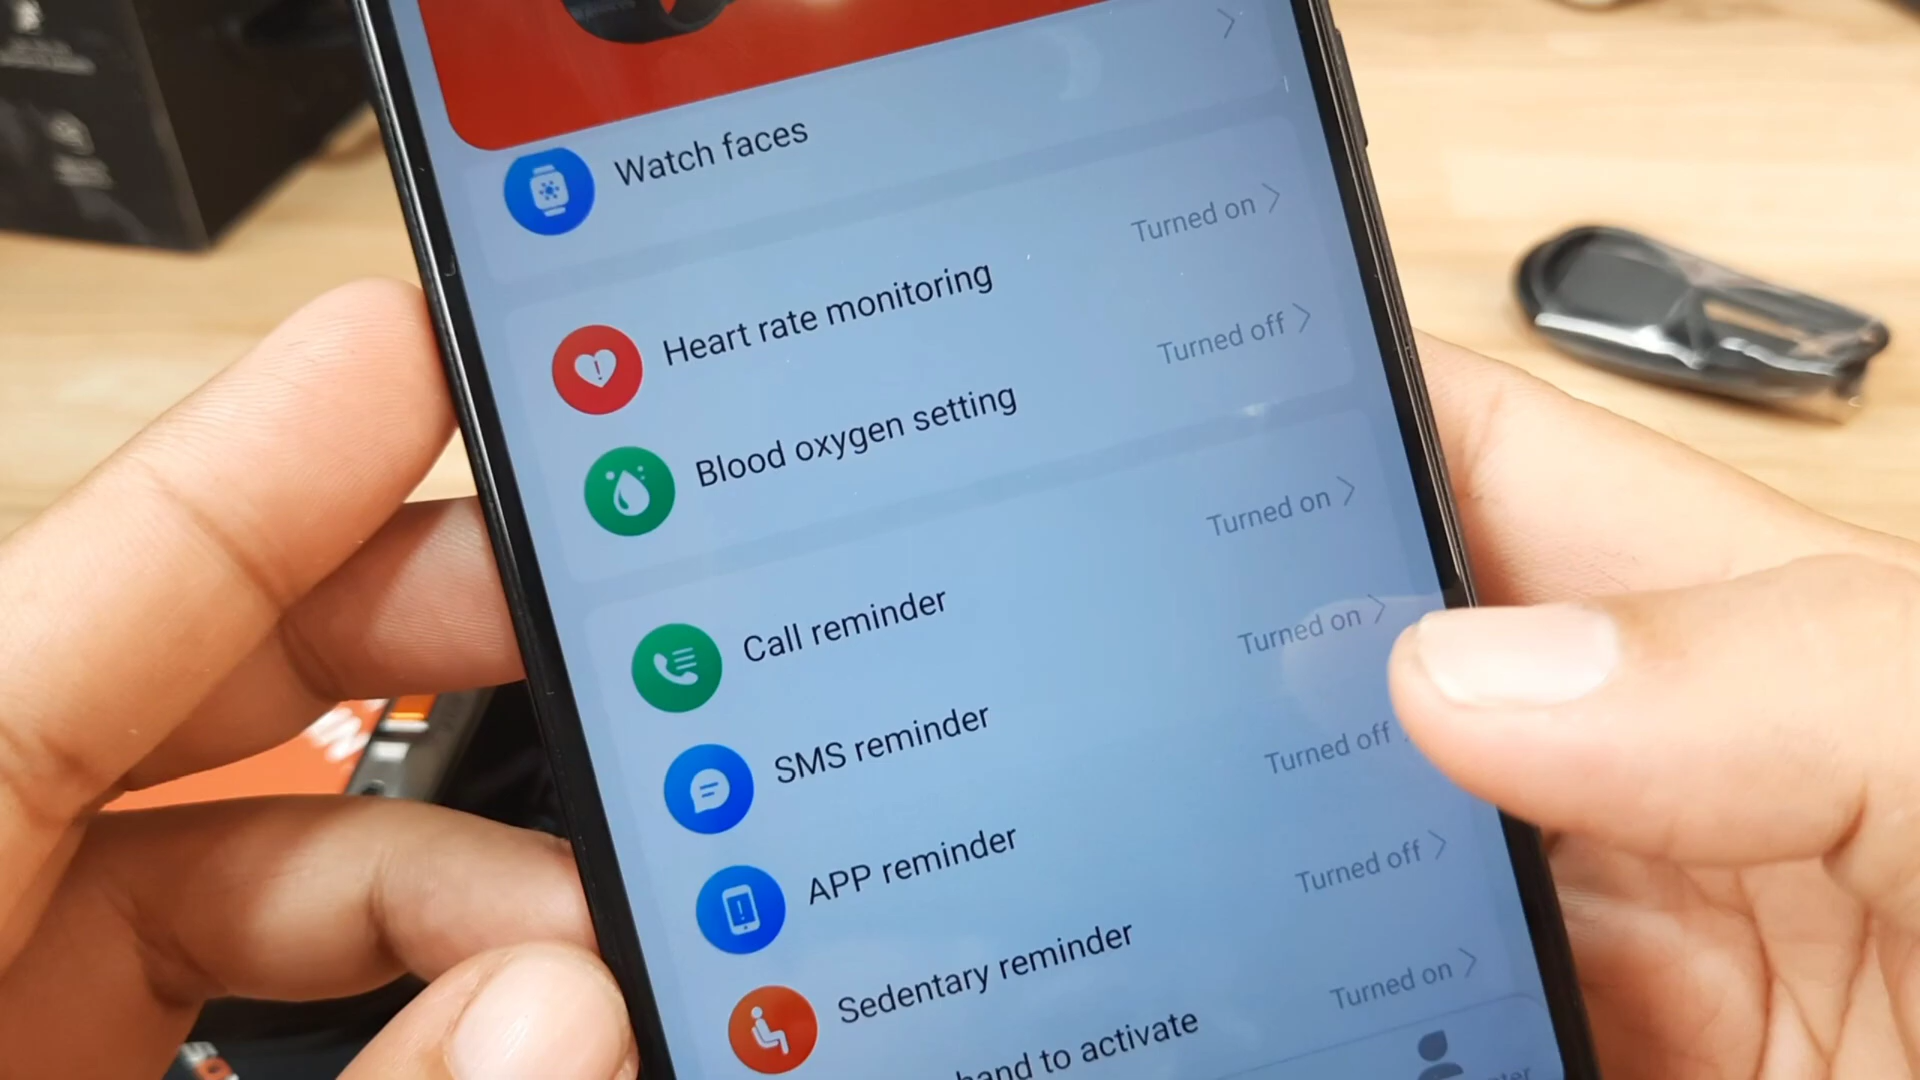 Watch faces
Heart rate monitoring Turned on
Blood oxygen setting Turned off
Call reminder Turned on
SMS reminder Turned on
APP reminder Turned off
Sedentary reminder Turned off
hand to activate Turned on